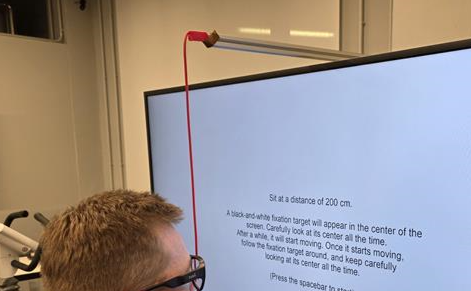 Sit at a distance of 200 cm.
A black-and-white fixation target will appear in the center of the
screen. Carefully look at its center all the time.
After a while, it will start moving. Once it starts moving,
follow the fixation target around, and keep carefully
looking at its center all the time.
(Press the spacebar to